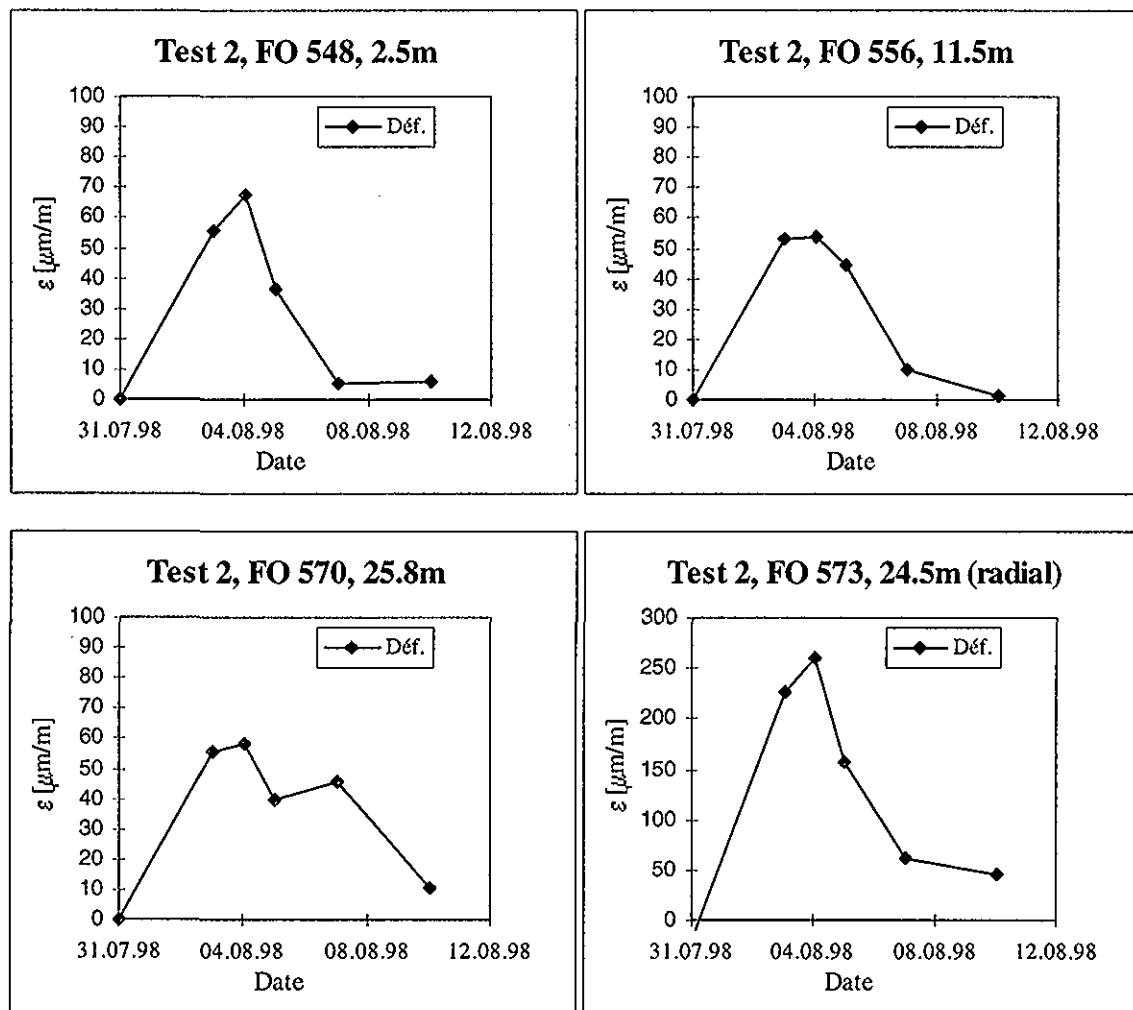 Test 2, FO 548, 2.5m
Déf.
ε [µm/m]
100
90
80
70
60
50
40
30
20
10
0
31.07.98 04.08.98 08.08.98 12.08.98
Date
Test 2, FO 556, 11.5m
Déf.
ε [µm/m]
100
90
80
70
60
50
40
30
20
10
0
31.07.98 04.08.98 08.08.98 12.08.98
Date
Test 2, FO 570, 25.8m
Déf.
ε [µm/m]
100
90
80
70
60
50
40
30
20
10
0
31.07.98 04.08.98 08.08.98 12.08.98
Date
Test 2, FO 573, 24.5m (radial)
Déf.
ε [µm/m]
300
250
200
150
100
50
0
31.07.98 04.08.98 08.08.98 12.08.98
Date